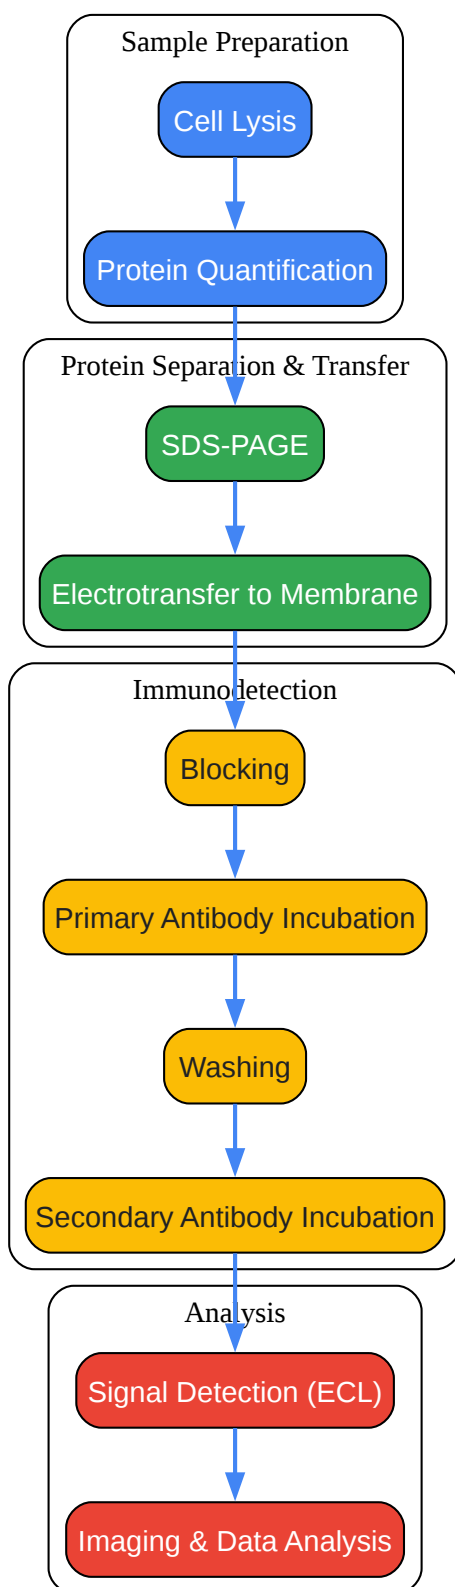 Sample Preparation
Cell Lysis
Protein Quantification
Protein Separation & Transfer
SDS-PAGE
Electrotransfer to Membrane
Immunodetection
Blocking
Primary Antibody Incubation
Washing
Secondary Antibody Incubation
Analysis
Signal Detection (ECL)
Imaging & Data Analysis